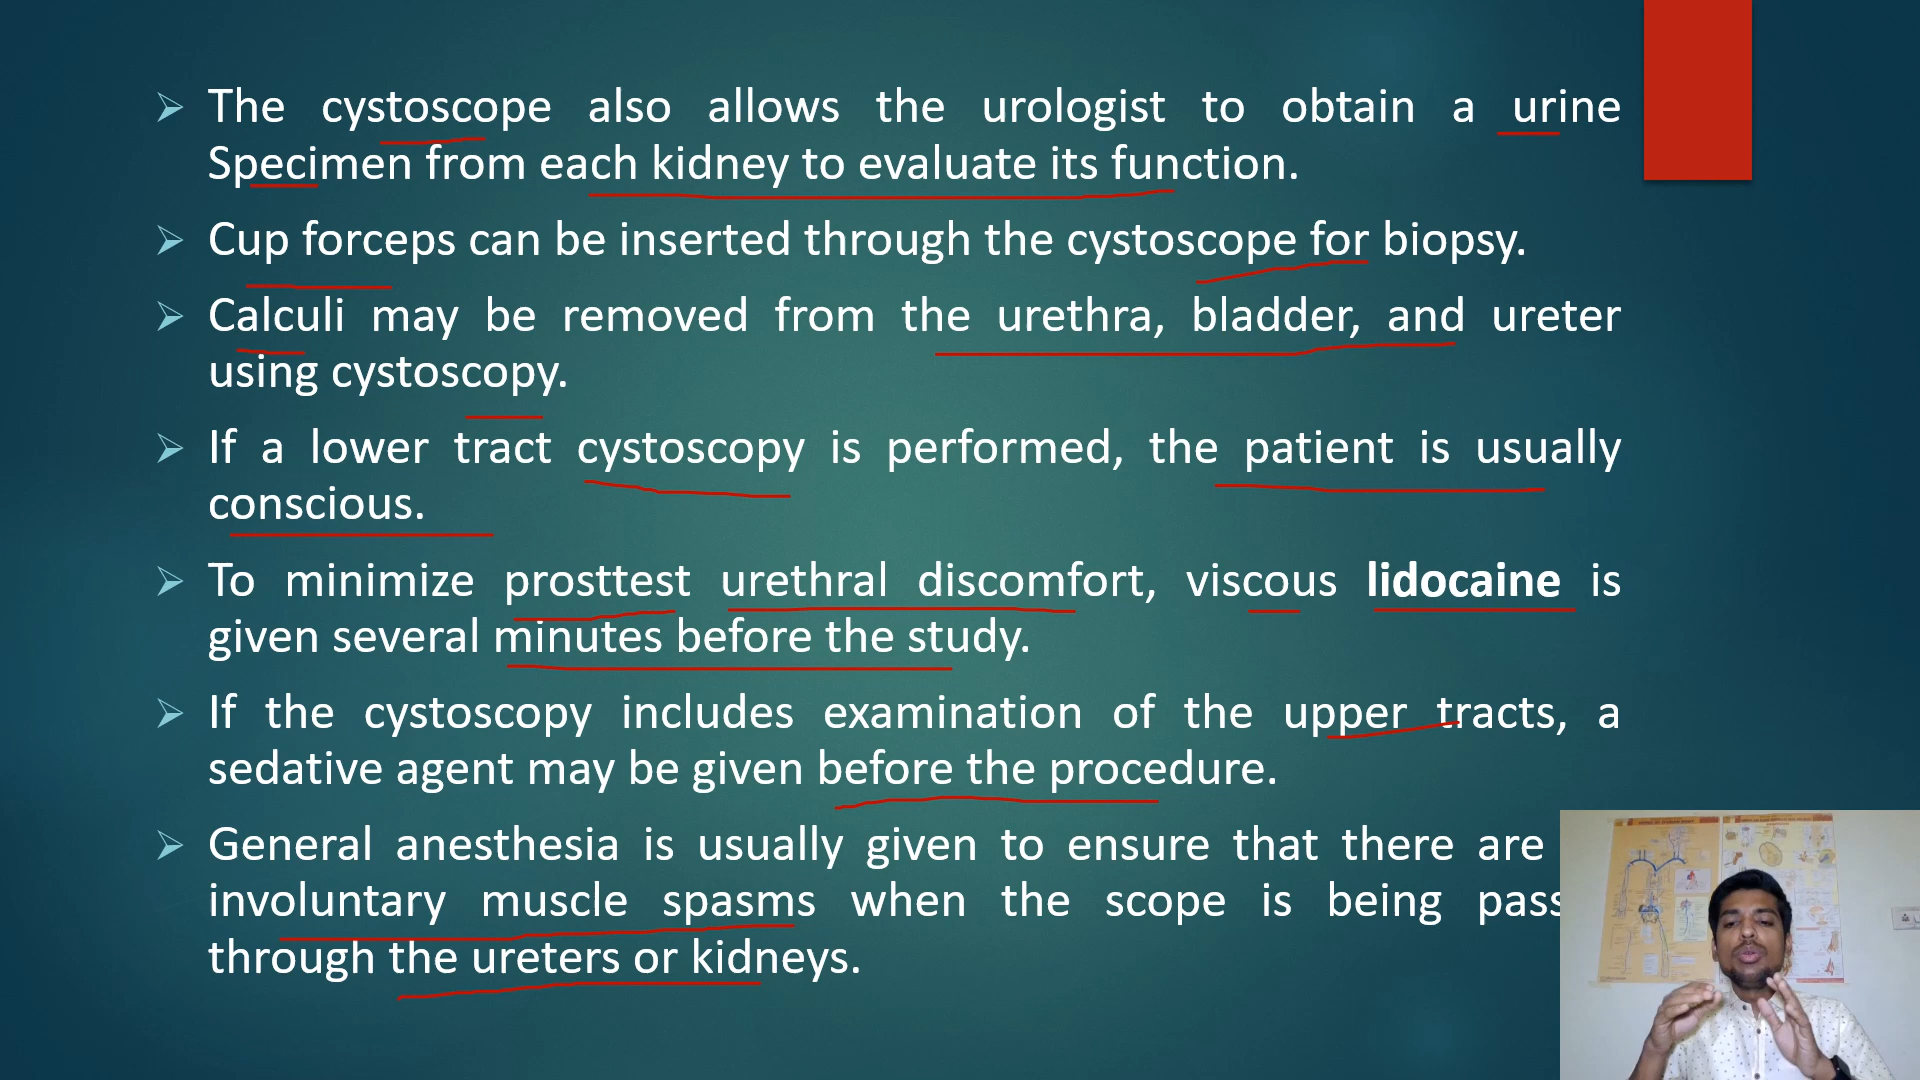 The cystoscope also allows the urologist to obtain a urine
Specimen from each kidney to evaluate its function.
Cup forceps can be inserted through the cystoscope for biopsy.
Calculi may be removed from the urethra, bladder, and ureter
using cystoscopy.
If a lower tract cystoscopy is performed, the patient is usually
conscious.
To minimize prosttest urethral discomfort, viscous lidocaine is
given several minutes before the study.
If the cystoscopy includes examination of the upper tracts, a
sedative agent may be given before the procedure.
General anesthesia is usually given to ensure that there are
involuntary muscle spasms when the scope is being pass
through the ureters or kidneys.